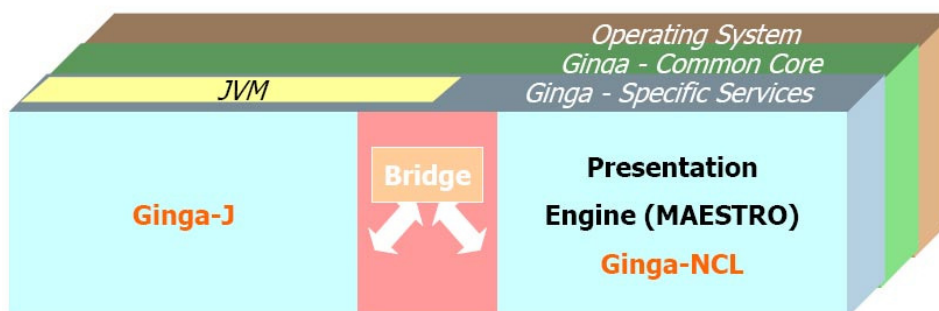 Operating System
Ginga - Common Core
JVM
Ginga - Specific Services
Bridge
Ginga-J
Presentation
Engine (MAESTRO)
Ginga-NCL